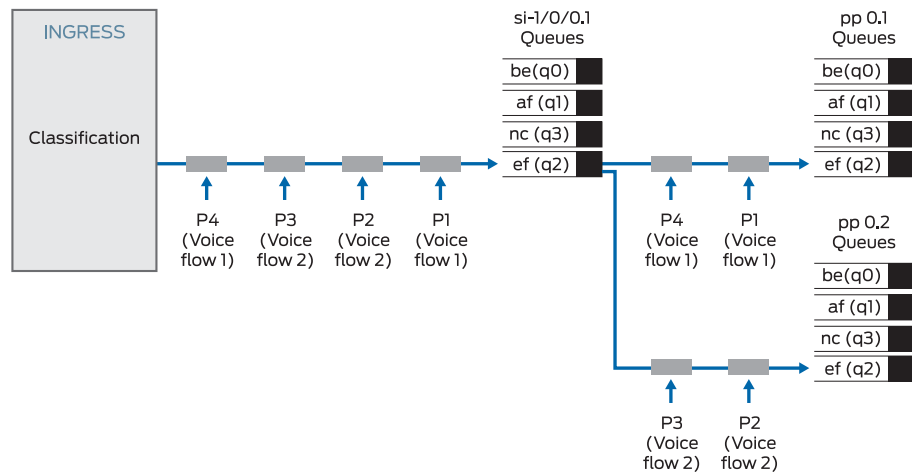 INGRESS
Classification
P4
(Voice
flow 1)
P3
(Voice
flow 2)
P2
(Voice
flow 2)
P1
(Voice
flow 1)
si-1/0/0.1
Queues
be(q0)
af (q1)
nc (q3)
ef (q2)
P4
(Voice
flow 1)
P1
(Voice
flow 1)
pp 0.1
Queues
be(q0)
af (q1)
nc (q3)
ef (q2)
pp 0.2
Queues
be(q0)
af (q1)
nc (q3)
ef (q2)
P3
(Voice
flow 2)
P2
(Voice
flow 2)